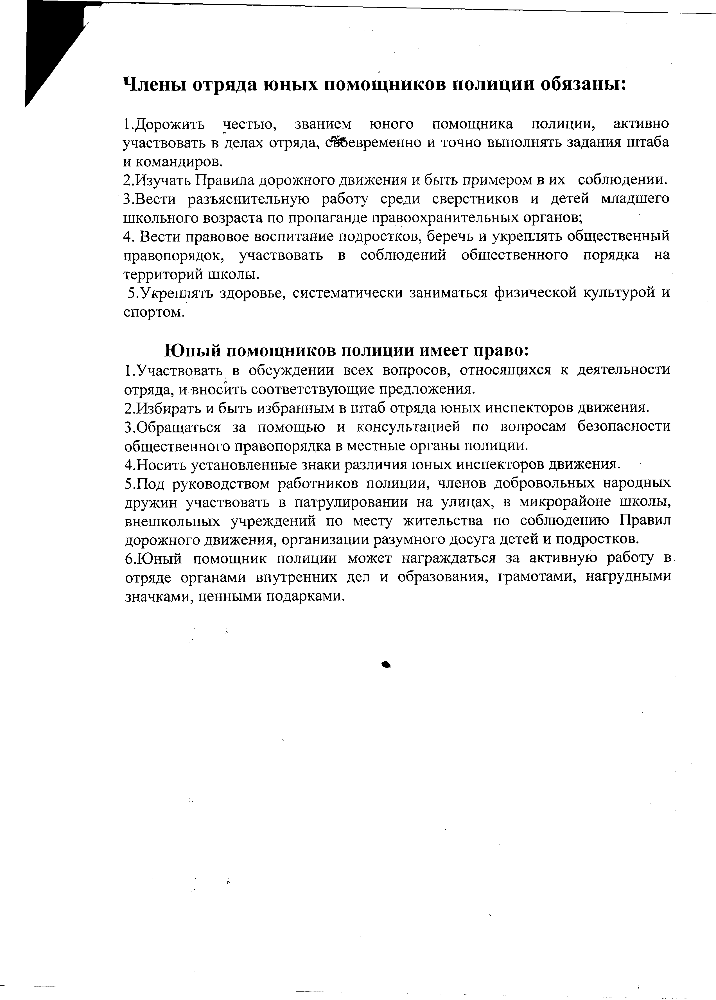 Члены отряда юных помощников полиции обязаны:
1.Дорожить честью, званием юного помощника полиции, активно
участвовать в делах отряда, своевременно и точно выполнять задания штаба
и командиров.
2.Изучать Правила дорожного движения и быть примером в их соблюдении.
3.Вести разъяснительную работу среди сверстников и детей младшего
школьного возраста по пропаганде правоохранительных органов;
4. Вести правовое воспитание подростков, беречь и укреплять общественный
правопорядок, участвовать в соблюдений общественного порядка на
территорий школы.
5.Укреплять здоровье, систематически заниматься физической культурой и
спортом.
Юный помощников полиции имеет право:
1.Участвовать в обсуждении всех вопросов, относящихся к деятельности
отряда, и вносить соответствующие предложения.
2.Избирать и быть избранным в штаб отряда юных инспекторов движения.
3.Обращаться за помощью и консультацией по вопросам безопасности
общественного правопорядка в местные органы полиции.
4.Носить установленные знаки различия юных инспекторов движения.
5.Под руководством работников полиции, членов добровольных народных
дружин участвовать в патрулировании на улицах, в микрорайоне школы,
внешкольных учреждений по месту жительства по соблюдению Правил
дорожного движения, организации разумного досуга детей и подростков.
6.Юный помощник полиции может награждаться за активную работу в
отряде органами внутренних дел и образования, грамотами, нагрудными
значками, ценными подарками.